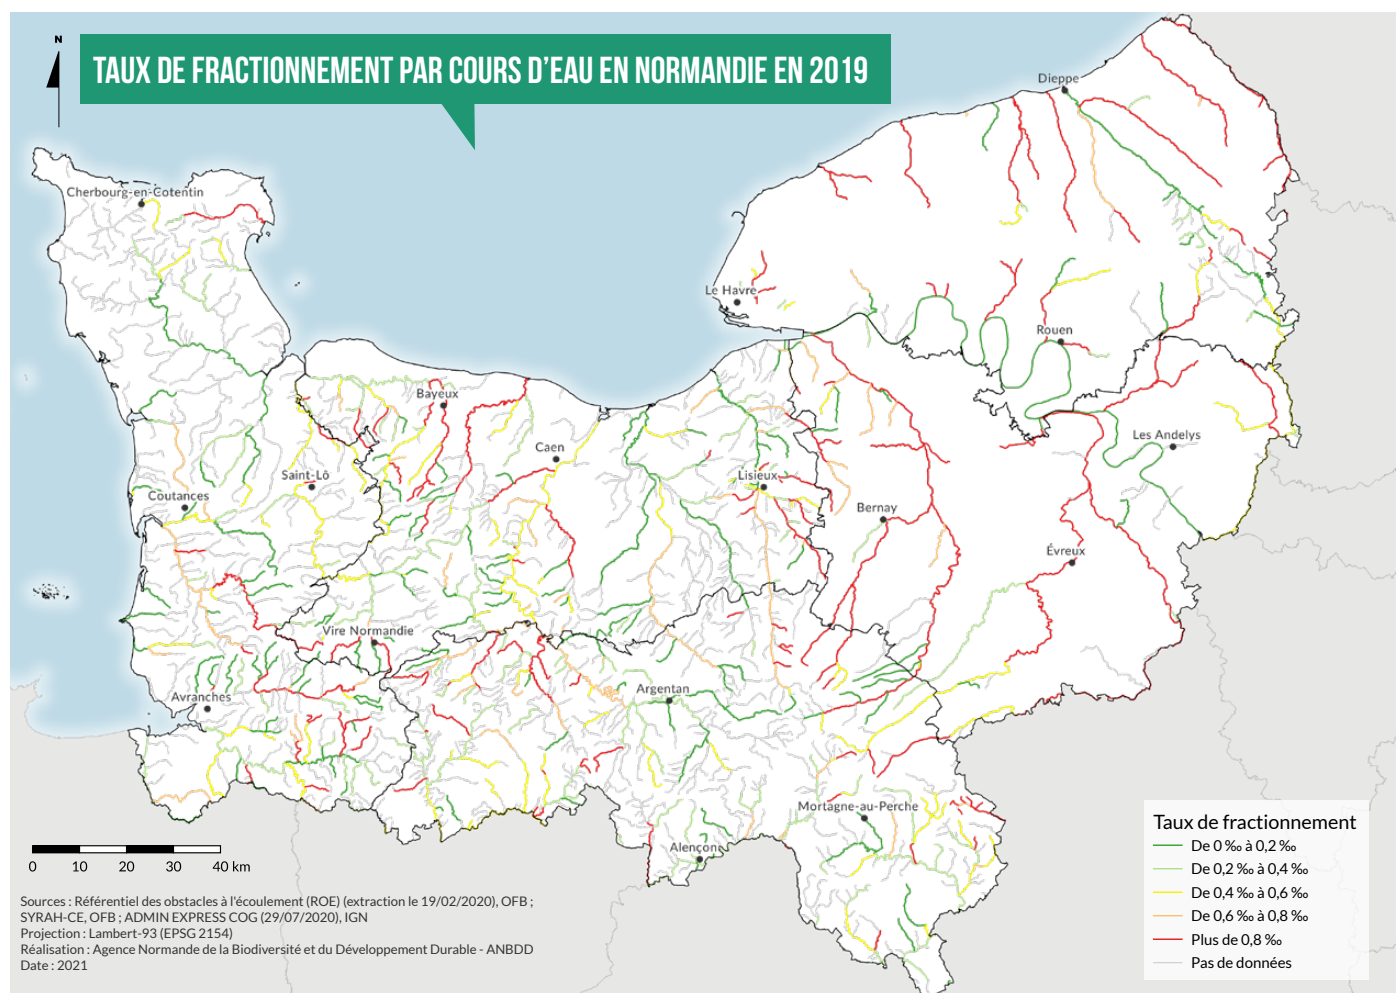 N
TAUX DE FRACTIONNEMENT PAR COURS D'EAU EN NORMANDIE EN 2019
Dieppe
Cherbourg-en-Cotentin
Le Havre
Rouen
Bayeux
Les Andelys
Caen
Saint-Lô
Lisieux
Coutances
Bernay
Évreux
Vire Normandie
Avranches
Argentan
Mortagne-au-Perche
Alençon
Taux de fractionnement
De 0 ‰ à 0,2 ‰
De 0,2 ‰ à 0,4 ‰
De 0,4 ‰ à 0,6 ‰
De 0,6 ‰ à 0,8 ‰
Plus de 0,8 ‰
Pas de données
0 10 20 30 40 km
Sources : Référentiel des obstacles à l'écoulement (ROE) (extraction le 19/02/2020), OFB ;
SYRAH-CE, OFB ; ADMIN EXPRESS COG (29/07/2020), IGN
Projection : Lambert-93 (EPSG 2154)
Réalisation : Agence Normande de la Biodiversité et du Développement Durable - ANBDD
Date : 2021